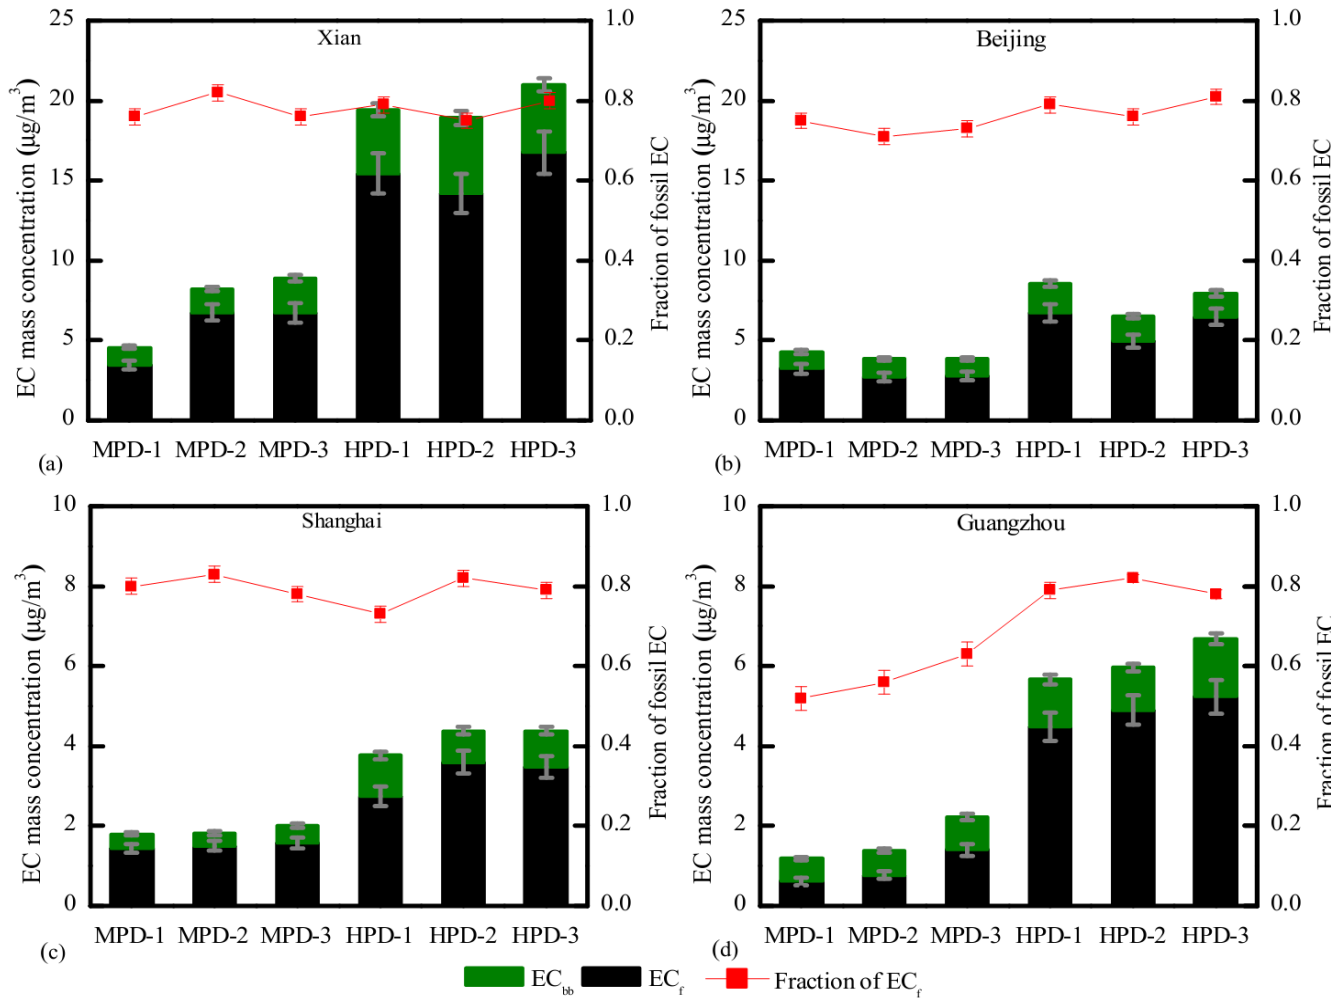 Xian
EC mass concentration (μg/m³)
25
20
15
10
5
0
1.0
0.8
0.6
0.4
0.2
0.0
Fraction of fossil EC
MPD-1 MPD-2 MPD-3 HPD-1 HPD-2 HPD-3
(a)
Beijing
EC mass concentration (μg/m³)
25
20
15
10
5
0
1.0
0.8
0.6
0.4
0.2
0.0
Fraction of fossil EC
MPD-1 MPD-2 MPD-3 HPD-1 HPD-2 HPD-3
(b)
Shanghai
EC mass concentration (μg/m³)
10
8
6
4
2
0
1.0
0.8
0.6
0.4
0.2
0.0
Fraction of fossil EC
MPD-1 MPD-2 MPD-3 HPD-1 HPD-2 HPD-3
(c)
Guangzhou
EC mass concentration (μg/m³)
10
8
6
4
2
0
1.0
0.8
0.6
0.4
0.2
0.0
Fraction of fossil EC
MPD-1 MPD-2 MPD-3 HPD-1 HPD-2 HPD-3
(d)
EC_bb EC_f Fraction of EC_f